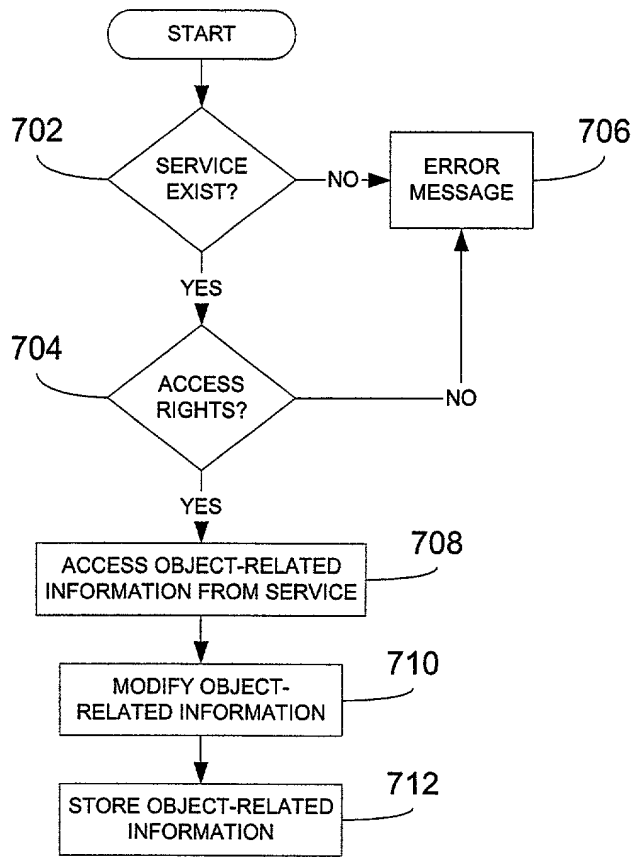 START
702
SERVICE
EXIST?
NO
ERROR
MESSAGE
706
YES
704
ACCESS
RIGHTS?
NO
YES
ACCESS OBJECT-RELATED
INFORMATION FROM SERVICE
708
MODIFY OBJECT-
RELATED INFORMATION
710
STORE OBJECT-RELATED
INFORMATION
712